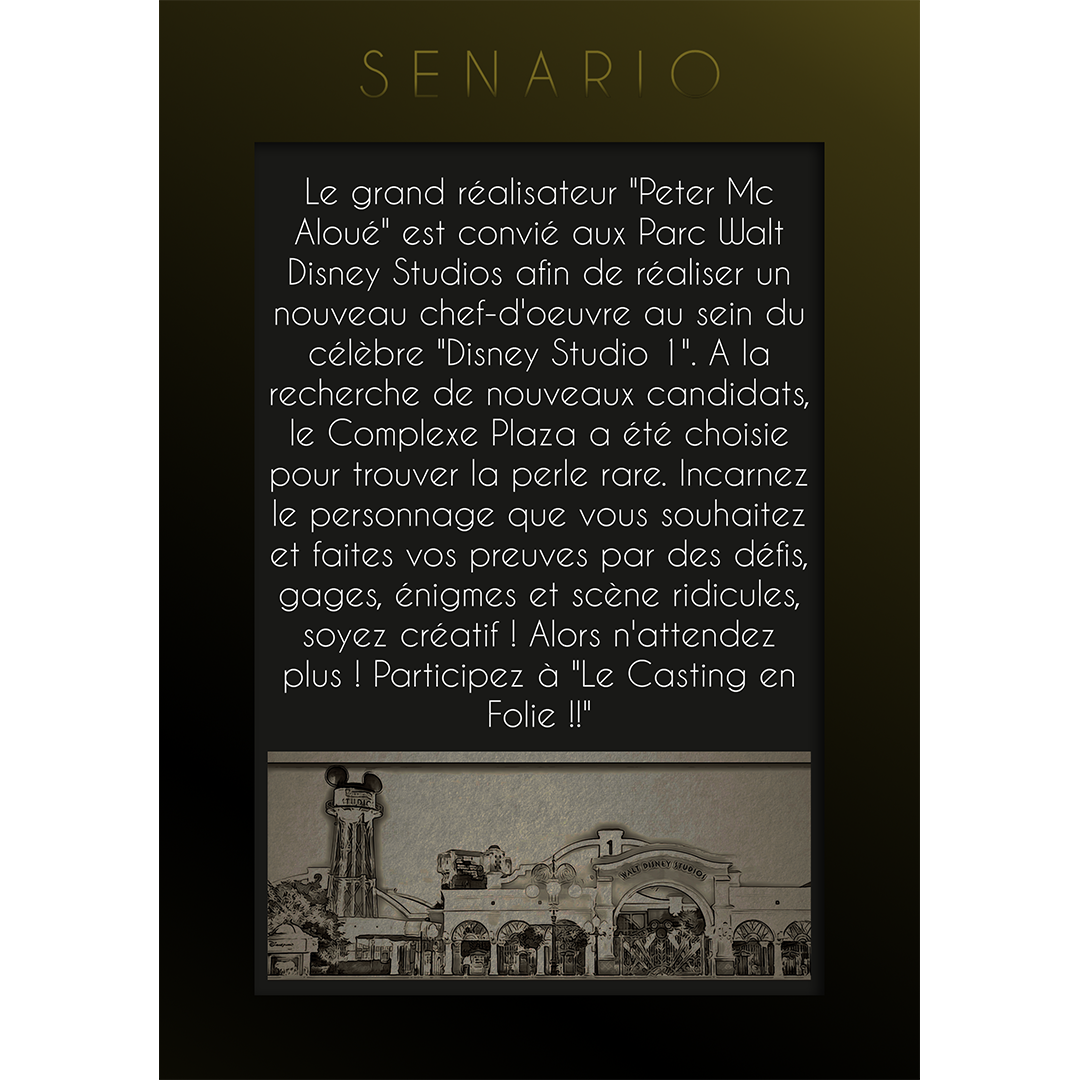 SENARIO
Le grand réalisateur "Peter Mc
Aloué" est convié aux Parc Walt
Disney Studios afin de réaliser un
nouveau chef-d'oeuvre au sein du
célèbre "Disney Studio 1". A la
recherche de nouveaux candidats,
le Complexe Plaza a été choisie
pour trouver la perle rare. Incarnez
le personnage que vous souhaitez
et faites vos preuves par des défis,
gages, énigmes et scène ridicules,
soyez créatif ! Alors n'attendez
plus ! Participez à "Le Casting en
Folie !!"
STUDIO
1
WALT DISNEY STUDIOS